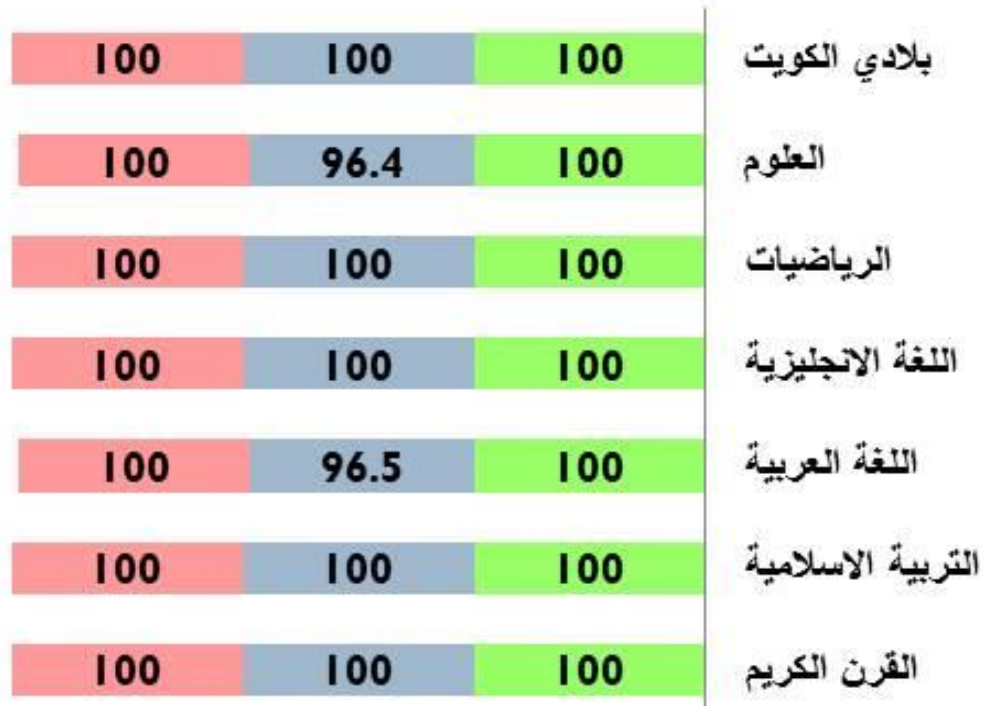 بلادي الكويت 100 100 100
العلوم 100 96.4 100
الرياضيات 100 100 100
اللغة الانجليزية 100 100 100
اللغة العربية 100 96.5 100
التربية الاسلامية 100 100 100
القرن الكريم 100 100 100